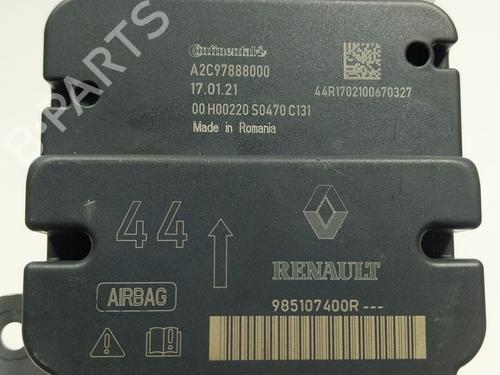 Continental
A2C97888000
17.01.21
44R1702100670327
00 H00220 S0470 C131
Made in Romania
44
RENAULT
AIRBAG
985107400R ---
B-PARTS